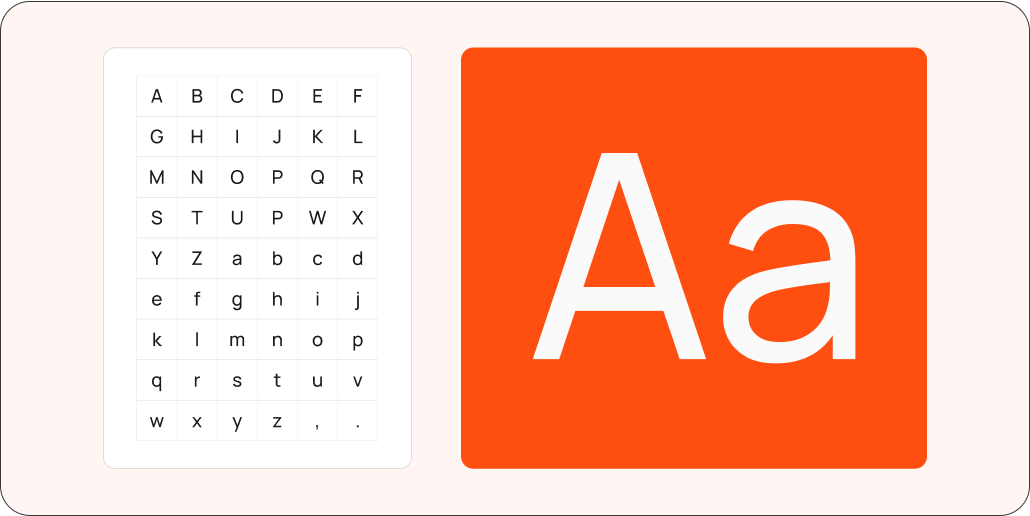 A B C D E F
G H I J K L
M N O P Q R
S T U P W X
Y Z a b c d
e f g h i j
k l m n o p
q r s t u v
w x y z , .
Aa